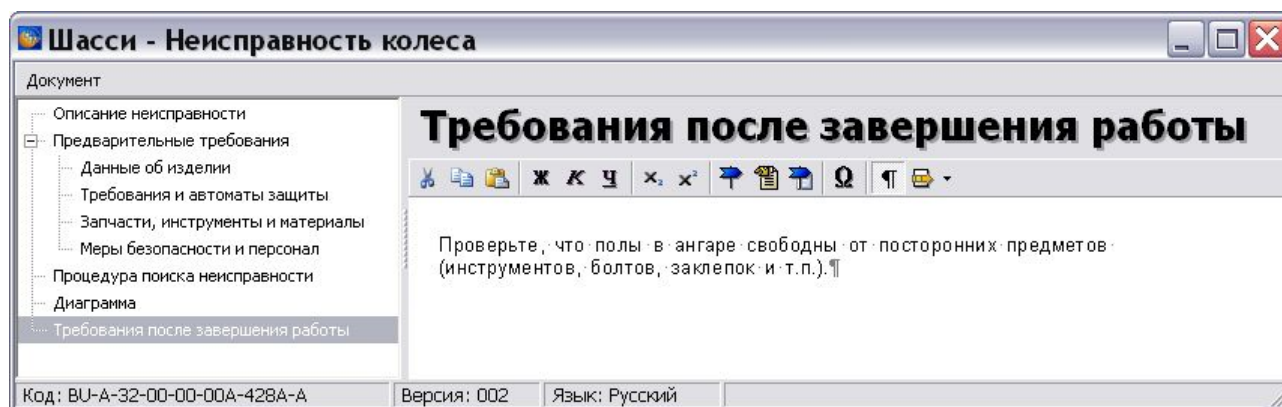 Шасси - Неисправность колеса
Документ
Описание неисправности
Предварительные требования
Данные об изделии
Требования и автоматы защиты
Запчасти, инструменты и материалы
Меры безопасности и персонал
Процедура поиска неисправности
Диаграмма
Требования после завершения работы
Требования после завершения работы
Ж К Ч x₂ x² Ω ¶
Проверьте, что полы в ангаре свободны от посторонних предметов
(инструментов, болтов, заклепок и т.п.).¶
Код: BU-A-32-00-00-00A-428A-A
Версия: 002
Язык: Русский